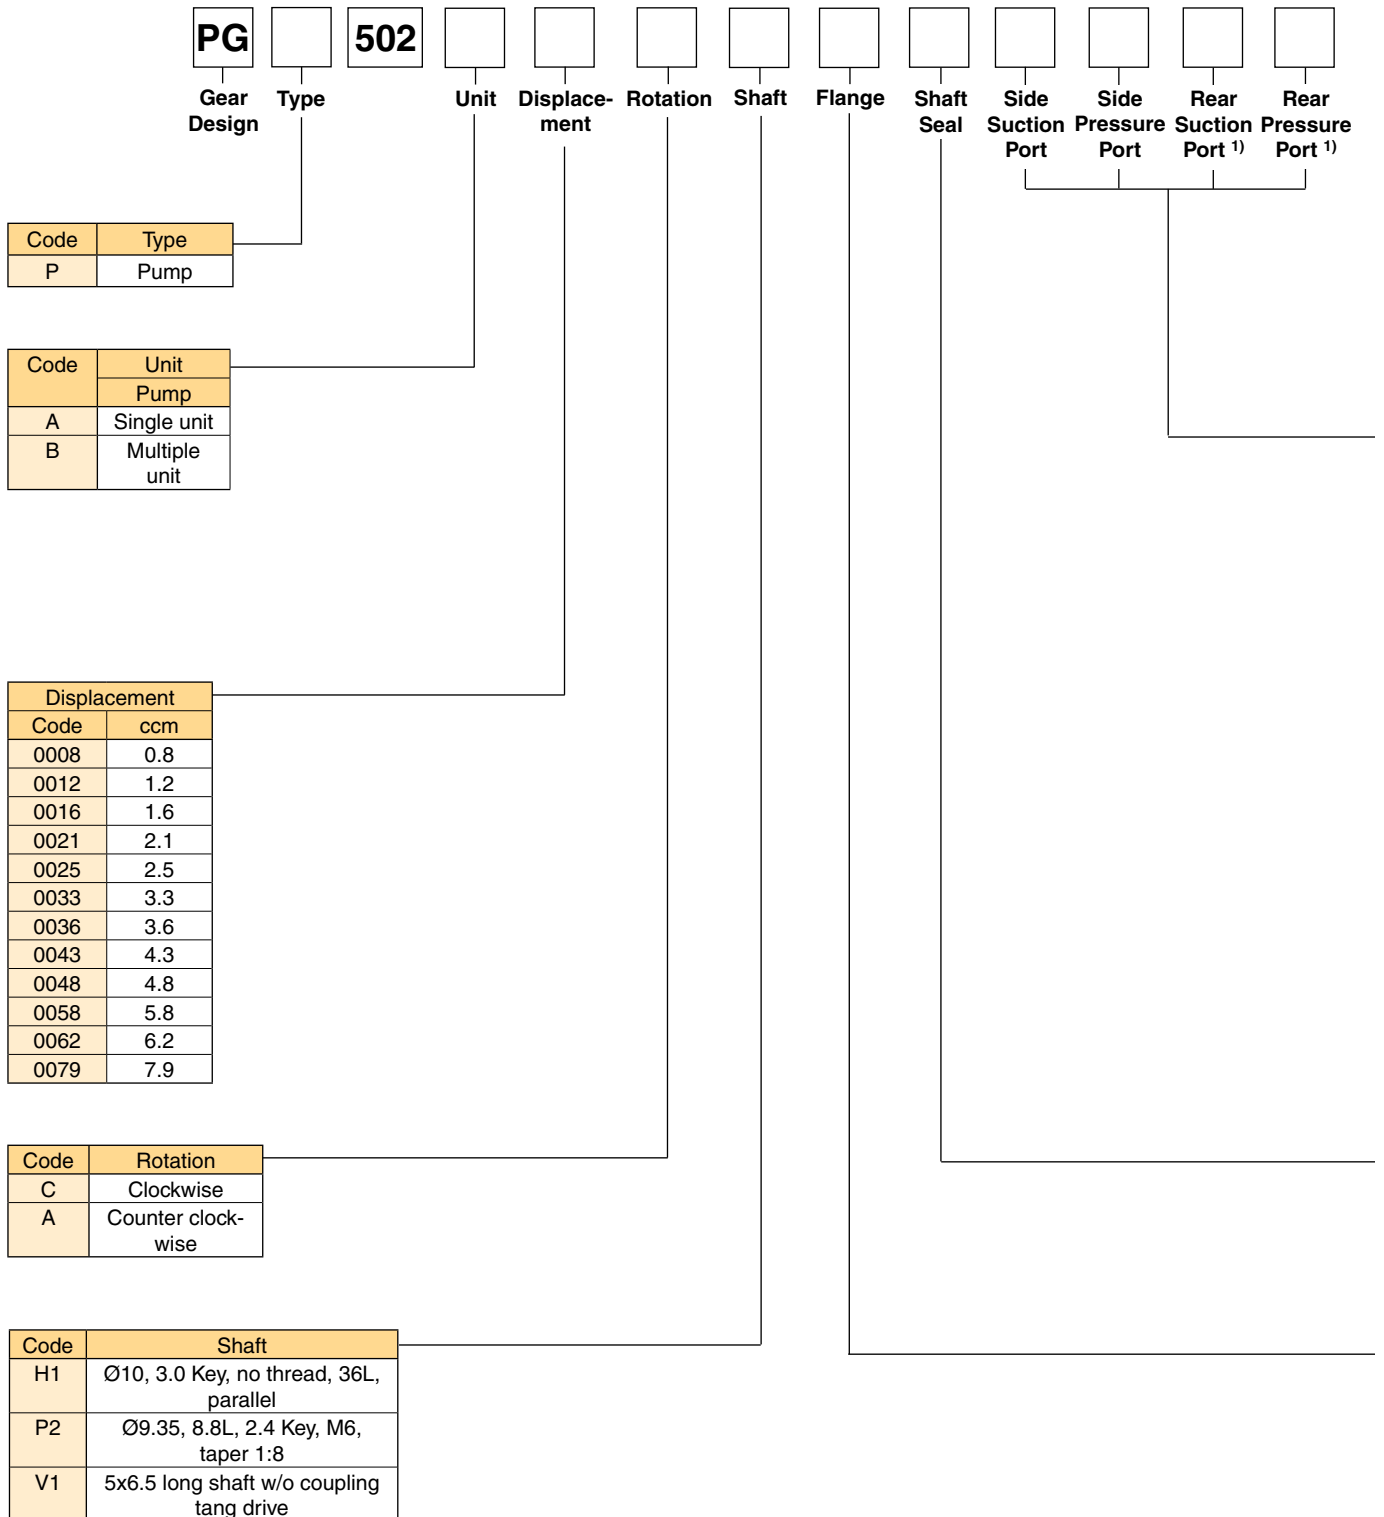 PG 502
Gear Type Unit Displace- Rotation Shaft Flange Shaft Side Side Rear Rear
Design ment Seal Suction Pressure Suction Pressure
Port Port Port 1) Port 1)
Code Type
P Pump
Code Unit
Pump
A Single unit
B Multiple
unit
Displacement
Code ccm
0008 0.8
0012 1.2
0016 1.6
0021 2.1
0025 2.5
0033 3.3
0036 3.6
0043 4.3
0048 4.8
0058 5.8
0062 6.2
0079 7.9
Code Rotation
C Clockwise
A Counter clock-
wise
Code Shaft
H1 Ø10, 3.0 Key, no thread, 36L,
parallel
P2 Ø9.35, 8.8L, 2.4 Key, M6,
taper 1:8
V1 5x6.5 long shaft w/o coupling
tang drive